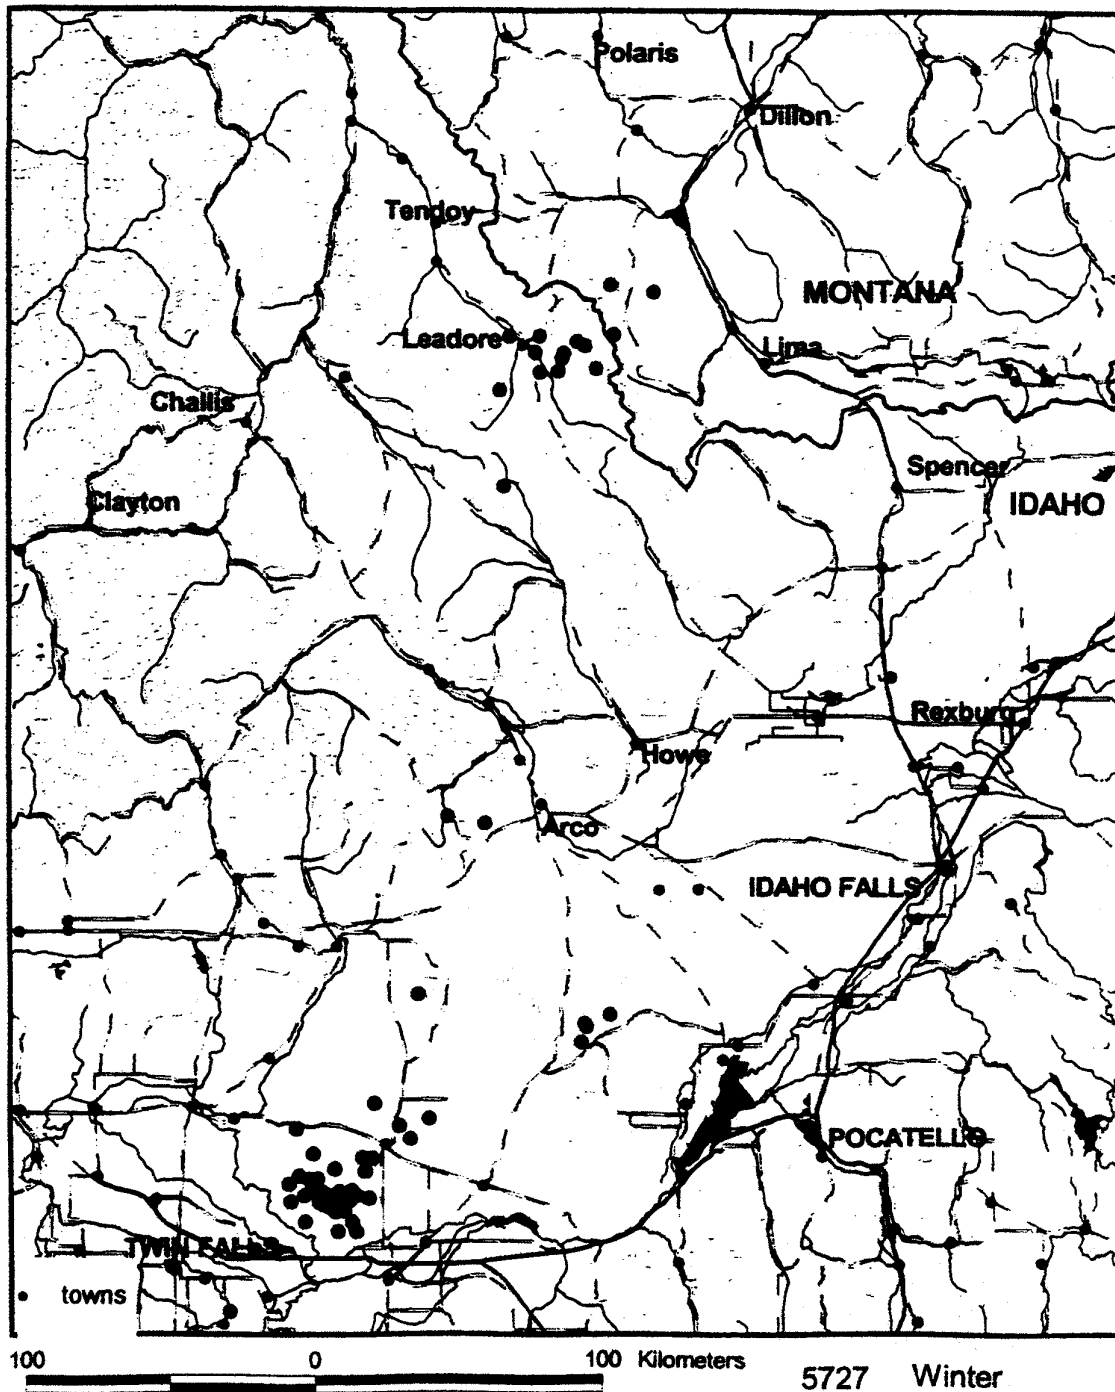 Polaris
Dillon
Tendoy
MONTANA
Leadore
Lima
Challis
Spencer
Clayton
IDAHO
Rexburg
Howe
Arco
IDAHO FALLS
POCATELLO
TWIN FALLS
towns
100 0 100 Kilometers
5727 Winter